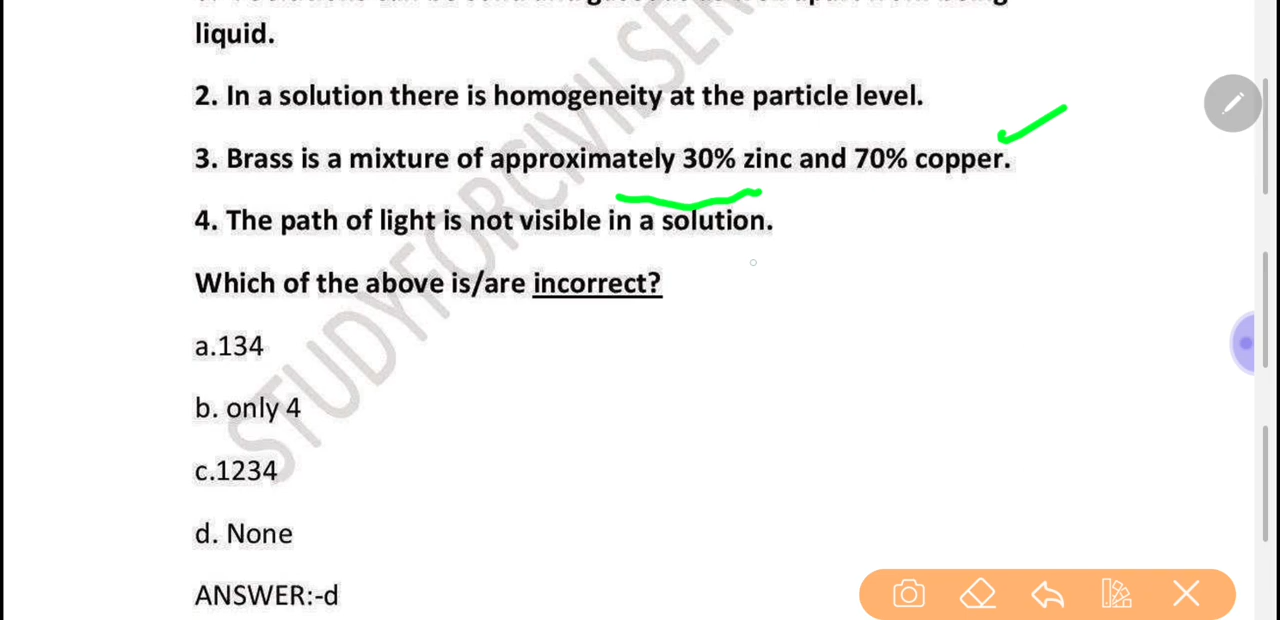 liquid.
2. In a solution there is homogeneity at the particle level.
3. Brass is a mixture of approximately 30% zinc and 70% copper.
4. The path of light is not visible in a solution.
Which of the above is/are incorrect?
a.134
b. only 4
c.1234
d. None
ANSWER:-d
STUDYFORCIVILSER